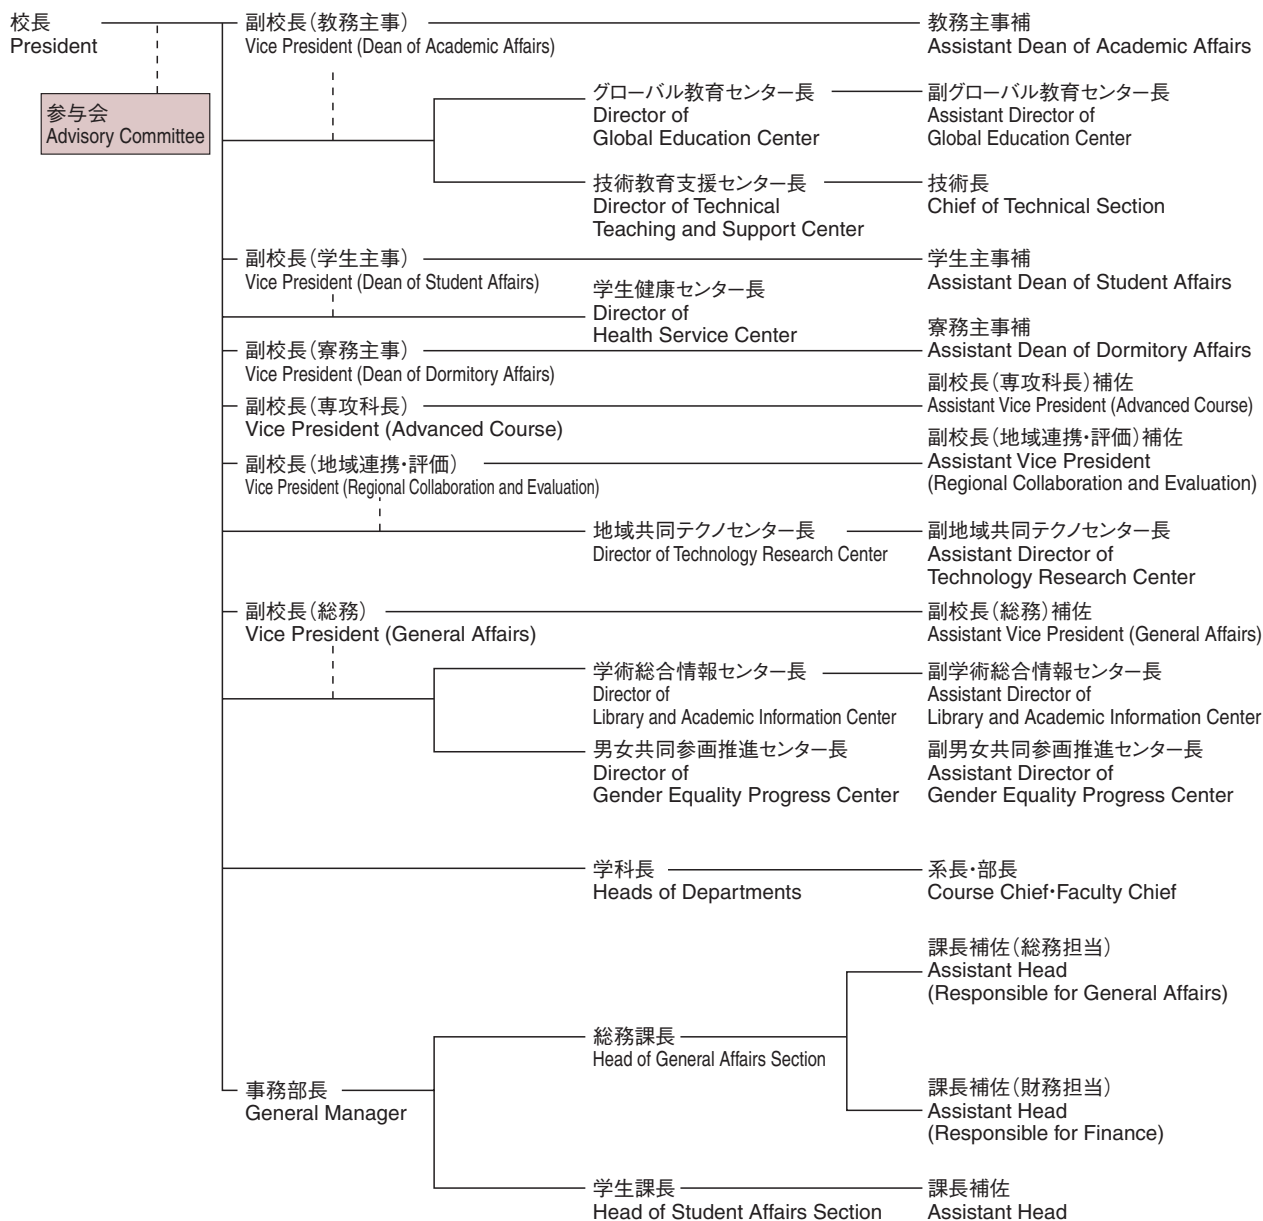 校長
President
参与会
Advisory Committee
副校長(教務主事)
Vice President (Dean of Academic Affairs)
教務主事補
Assistant Dean of Academic Affairs
グローバル教育センター長
Director of
Global Education Center
副グローバル教育センター長
Assistant Director of
Global Education Center
技術教育支援センター長
Director of Technical
Teaching and Support Center
技術長
Chief of Technical Section
副校長(学生主事)
Vice President (Dean of Student Affairs)
学生主事補
Assistant Dean of Student Affairs
学生健康センター長
Director of
Health Service Center
副校長(寮務主事)
Vice President (Dean of Dormitory Affairs)
寮務主事補
Assistant Dean of Dormitory Affairs
副校長(専攻科長)
Vice President (Advanced Course)
副校長(専攻科長)補佐
Assistant Vice President (Advanced Course)
副校長(地域連携・評価)
Vice President (Regional Collaboration and Evaluation)
副校長(地域連携・評価)補佐
Assistant Vice President
(Regional Collaboration and Evaluation)
地域共同テクノセンター長
Director of Technology Research Center
副地域共同テクノセンター長
Assistant Director of
Technology Research Center
副校長(総務)
Vice President (General Affairs)
副校長(総務)補佐
Assistant Vice President (General Affairs)
学術総合情報センター長
Director of
Library and Academic Information Center
副学術総合情報センター長
Assistant Director of
Library and Academic Information Center
男女共同参画推進センター長
Director of
Gender Equality Progress Center
副男女共同参画推進センター長
Assistant Director of
Gender Equality Progress Center
学科長
Heads of Departments
系長・部長
Course Chief・Faculty Chief
事務部長
General Manager
総務課長
Head of General Affairs Section
課長補佐(総務担当)
Assistant Head
(Responsible for General Affairs)
課長補佐(財務担当)
Assistant Head
(Responsible for Finance)
学生課長
Head of Student Affairs Section
課長補佐
Assistant Head